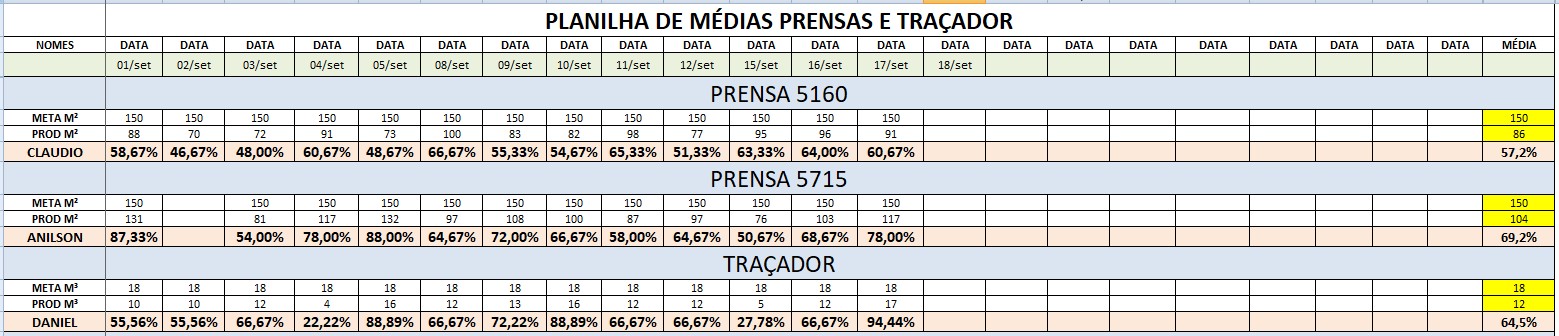 PLANILHA DE MÉDIAS PRENSAS E TRAÇADOR
NOMES DATA DATA DATA DATA DATA DATA DATA DATA DATA DATA DATA DATA DATA DATA DATA DATA DATA DATA DATA DATA DATA DATA DATA MÉDIA
01/set 02/set 03/set 04/set 05/set 08/set 09/set 10/set 11/set 12/set 15/set 16/set 17/set 18/set
PRENSA 5160
META M² 150 150 150 150 150 150 150 150 150 150 150 150 150 150
PROD M² 88 70 72 91 73 100 83 82 98 77 95 96 91 86
CLAUDIO 58,67% 46,67% 48,00% 60,67% 48,67% 66,67% 55,33% 54,67% 65,33% 51,33% 63,33% 64,00% 60,67% 57,2%
PRENSA 5715
META M² 150 150 150 150 150 150 150 150 150 150 150 150 150
PROD M² 131 81 117 132 97 108 100 87 97 76 103 117 104
ANILSON 87,33% 54,00% 78,00% 88,00% 64,67% 72,00% 66,67% 58,00% 64,67% 50,67% 68,67% 78,00% 69,2%
TRAÇADOR
META M³ 18 18 18 18 18 18 18 18 18 18 18 18 18 18
PROD M³ 10 10 12 4 16 12 13 16 12 12 5 12 17 12
DANIEL 55,56% 55,56% 66,67% 22,22% 88,89% 66,67% 72,22% 88,89% 66,67% 66,67% 27,78% 66,67% 94,44% 64,5%